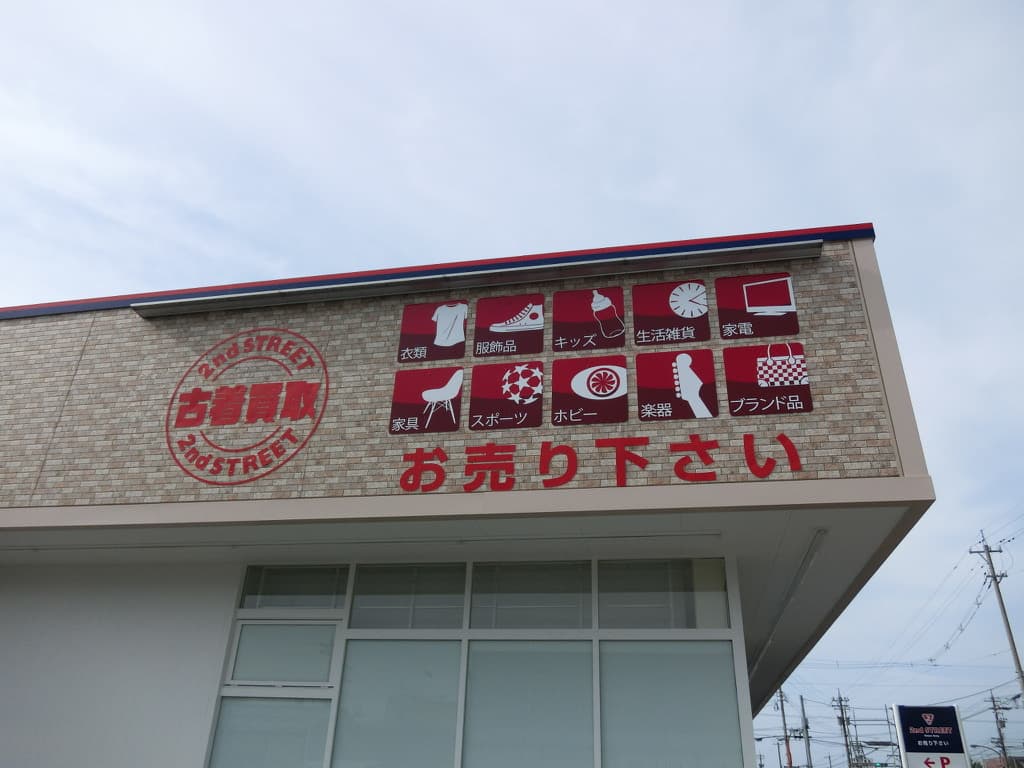 2nd STREET
古着買取
2nd STREET
衣類
服飾品
キッズ
生活雑貨
家電
家具
スポーツ
ホビー
楽器
ブランド品
お売り下さい
2nd STREET
お売り下さい
←P